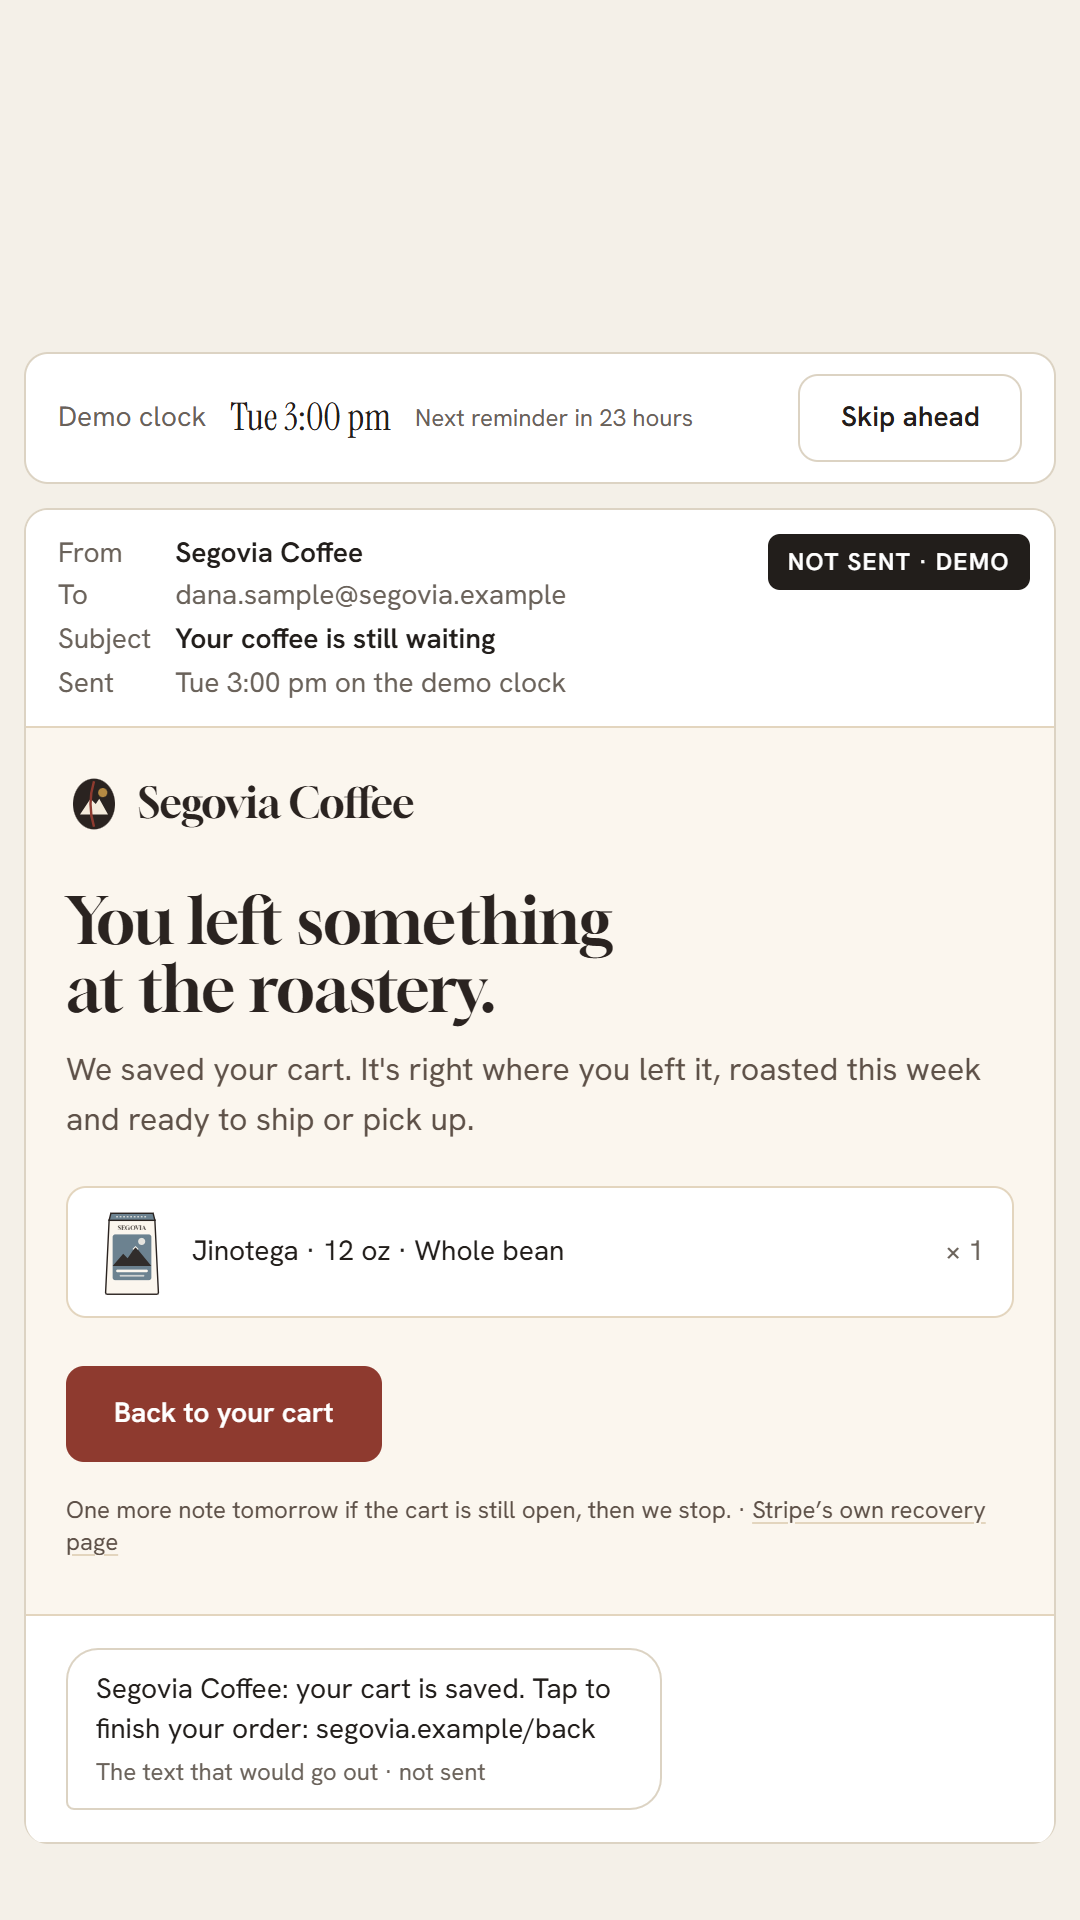 Demo clock Tue 3:00 pm Next reminder in 23 hours Skip ahead
From Segovia Coffee NOT SENT · DEMO
To dana.sample@segovia.example
Subject Your coffee is still waiting
Sent Tue 3:00 pm on the demo clock
Segovia Coffee
You left something
at the roastery.
We saved your cart. It's right where you left it, roasted this week
and ready to ship or pick up.
SEGOVIA
Jinotega · 12 oz · Whole bean × 1
Back to your cart
One more note tomorrow if the cart is still open, then we stop. · Stripe’s own recovery
page
Segovia Coffee: your cart is saved. Tap to
finish your order: segovia.example/back
The text that would go out · not sent